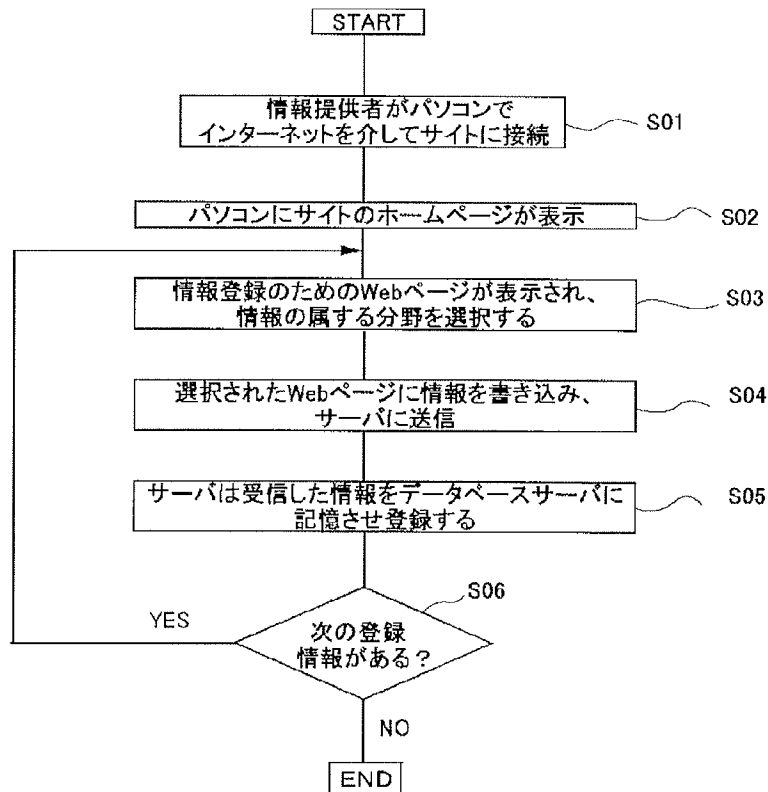 START
情報提供者がパソコンで
インターネットを介してサイトに接続
S01
パソコンにサイトのホームページが表示
S02
情報登録のためのWebページが表示され、
情報の属する分野を選択する
S03
選択されたWebページに情報を書き込み、
サーバに送信
S04
サーバは受信した情報をデータベースサーバに
記憶させ登録する
S05
S06
YES
次の登録
情報がある?
NO
END